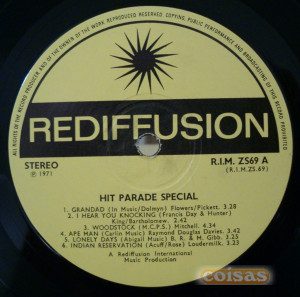 ALL RIGHTS OF THE RECORD PRODUCER AND OF THE OWNER OF THE WORK REPRODUCED RESERVED. COPYING, PUBLIC PERFORMANCE AND BROADCASTING OF THIS RECORD PROHIBITED
REDIFFUSION
STEREO
℗ 1971
R.I.M. ZS69 A
(R.I.M.ZS.69)
HIT PARADE SPECIAL
1. GRANDAD (In Music/Dolmyn) Flowers/Pickett. 3.28
2. I HEAR YOU KNOCKING (Francis Day & Hunter)
King/Bartholomew. 2.42
3. WOODSTOCK (M.C.P.S.) Mitchell. 4.34
4. APE MAN (Carlin Music) Raymond Douglas Davies. 3.42
5. LONELY DAYS (Abigail Music) B. R. & M. Gibb. 3.25
6. INDIAN RESERVATION (Acuff/Rose) Loudermilk. 3.23
A Rediffusion International
Music Production
coisas